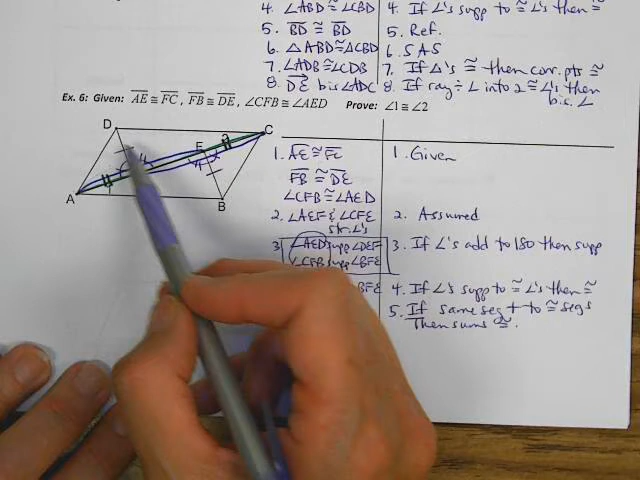 4. ∠ABD≅∠CBD 4. If ∠'s supp to ≅∠'s then ≅
5. BD ≅ BD 5. Ref.
6. △ABD≅△CBD 6. SAS
7. ∠ADB≅∠CDB 7. If △'s ≅ then corr. pts ≅
8. DE bis∠ADC 8. If ray ÷ ∠ into 2 ≅∠'s then
bis. ∠
Ex. 6: Given: AE ≅ FC, FB ≅ DE, ∠CFB ≅ ∠AED Prove: ∠1 ≅ ∠2
D
C
A
B
1. AE ≅ FC 1. Given
FB ≅ DE
∠CFB ≅ ∠AED
2. ∠AEF & ∠CFE 2. Assumed
str. ∠'s
3. ∠AED supp ∠DEF 3. If ∠'s add to 180 then supp
∠CFB supp ∠BFE
BFE 4. If ∠'s supp to ≅ ∠'s then ≅
5. If same seg + to ≅ segs
Then sums ≅.